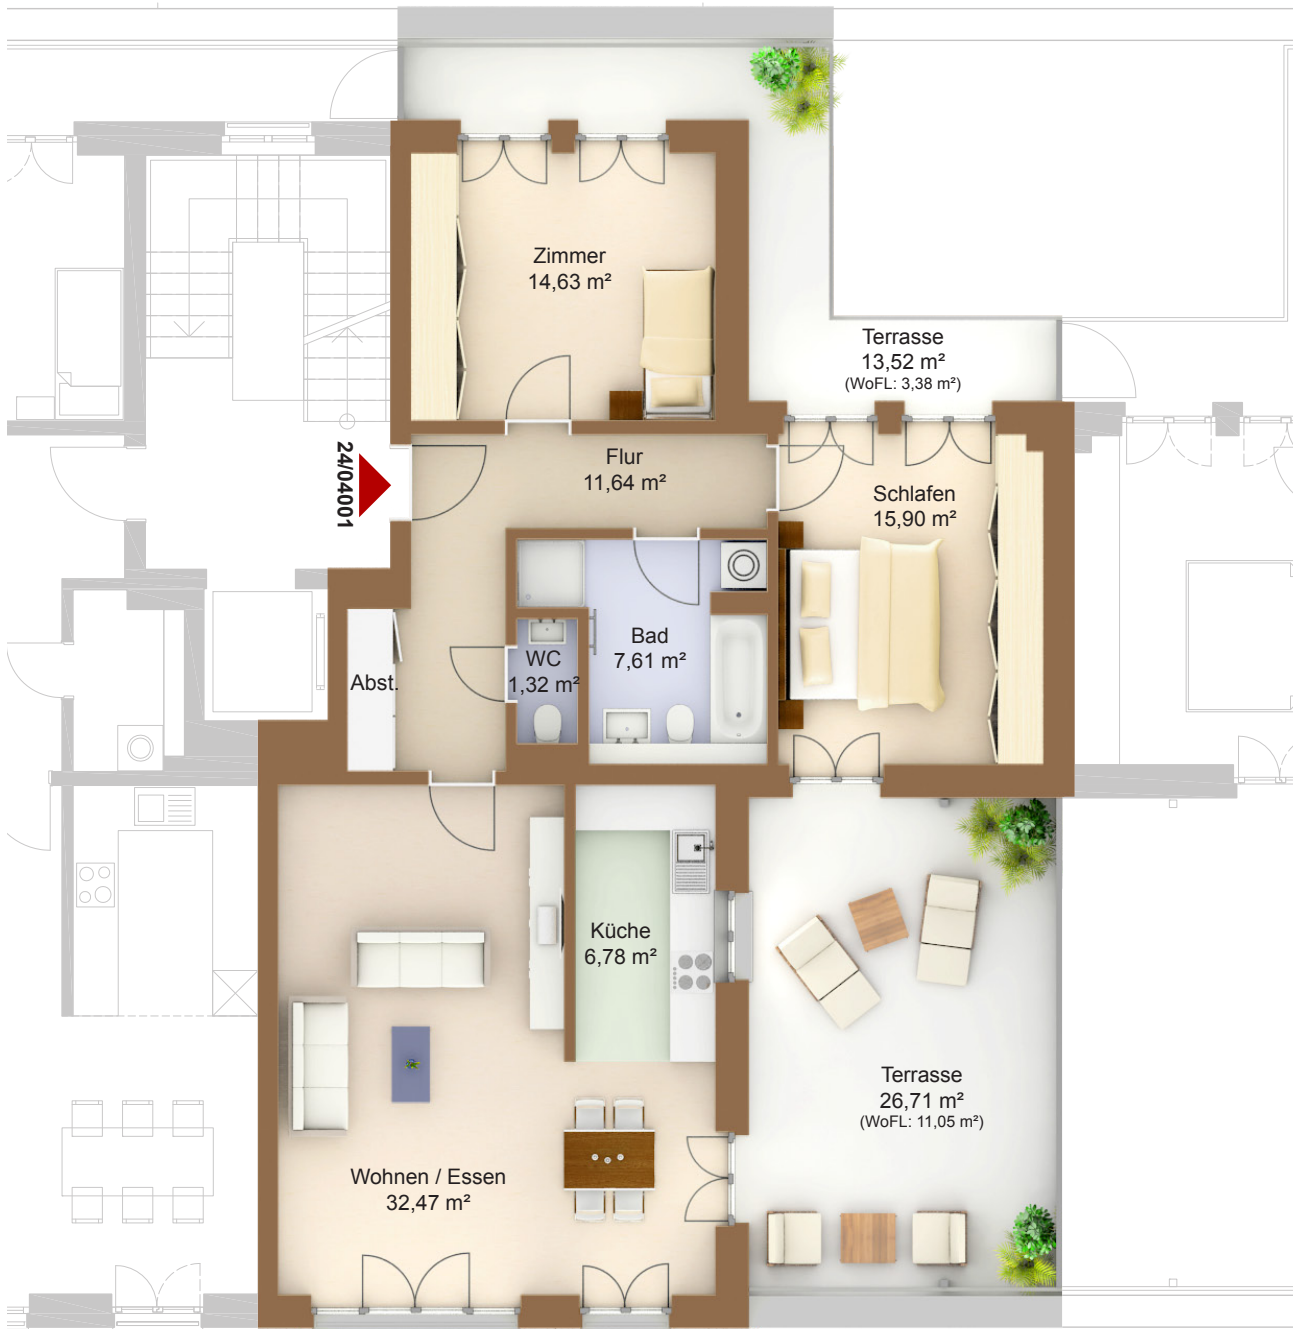 Zimmer
14,63 m²
Terrasse
13,52 m²
(WoFL: 3,38 m²)
24/04001
Flur
11,64 m²
Schlafen
15,90 m²
Bad
7,61 m²
WC
1,32 m²
Abst.
Küche
6,78 m²
Terrasse
26,71 m²
(WoFL: 11,05 m²)
Wohnen / Essen
32,47 m²